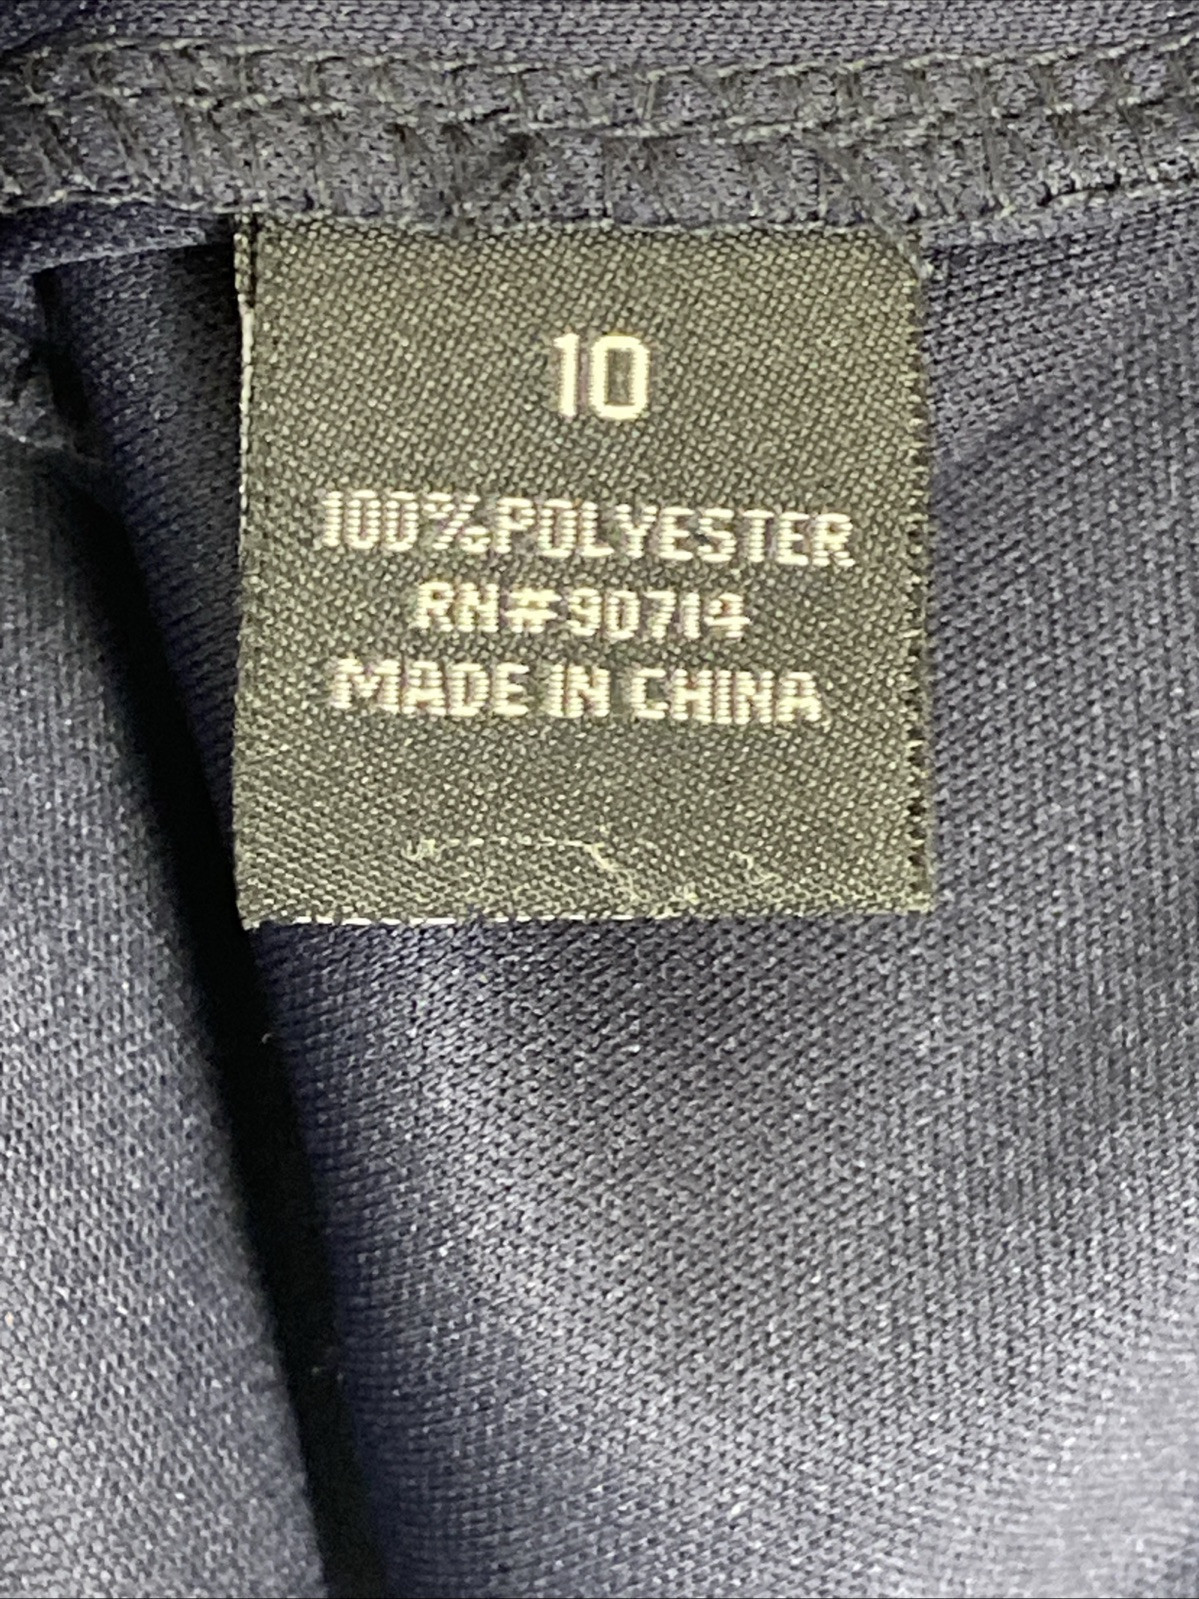 10
100%POLYESTER
RN#90714
MADE IN CHINA